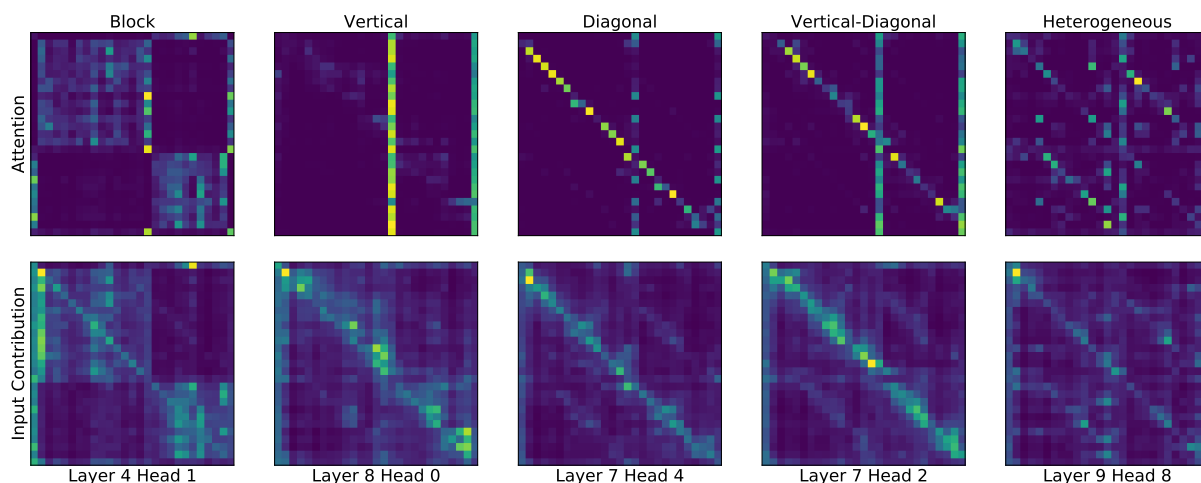 Block Vertical Diagonal Vertical-Diagonal Heterogeneous
Attention
Input Contribution
Layer 4 Head 1 Layer 8 Head 0 Layer 7 Head 4 Layer 7 Head 2 Layer 9 Head 8